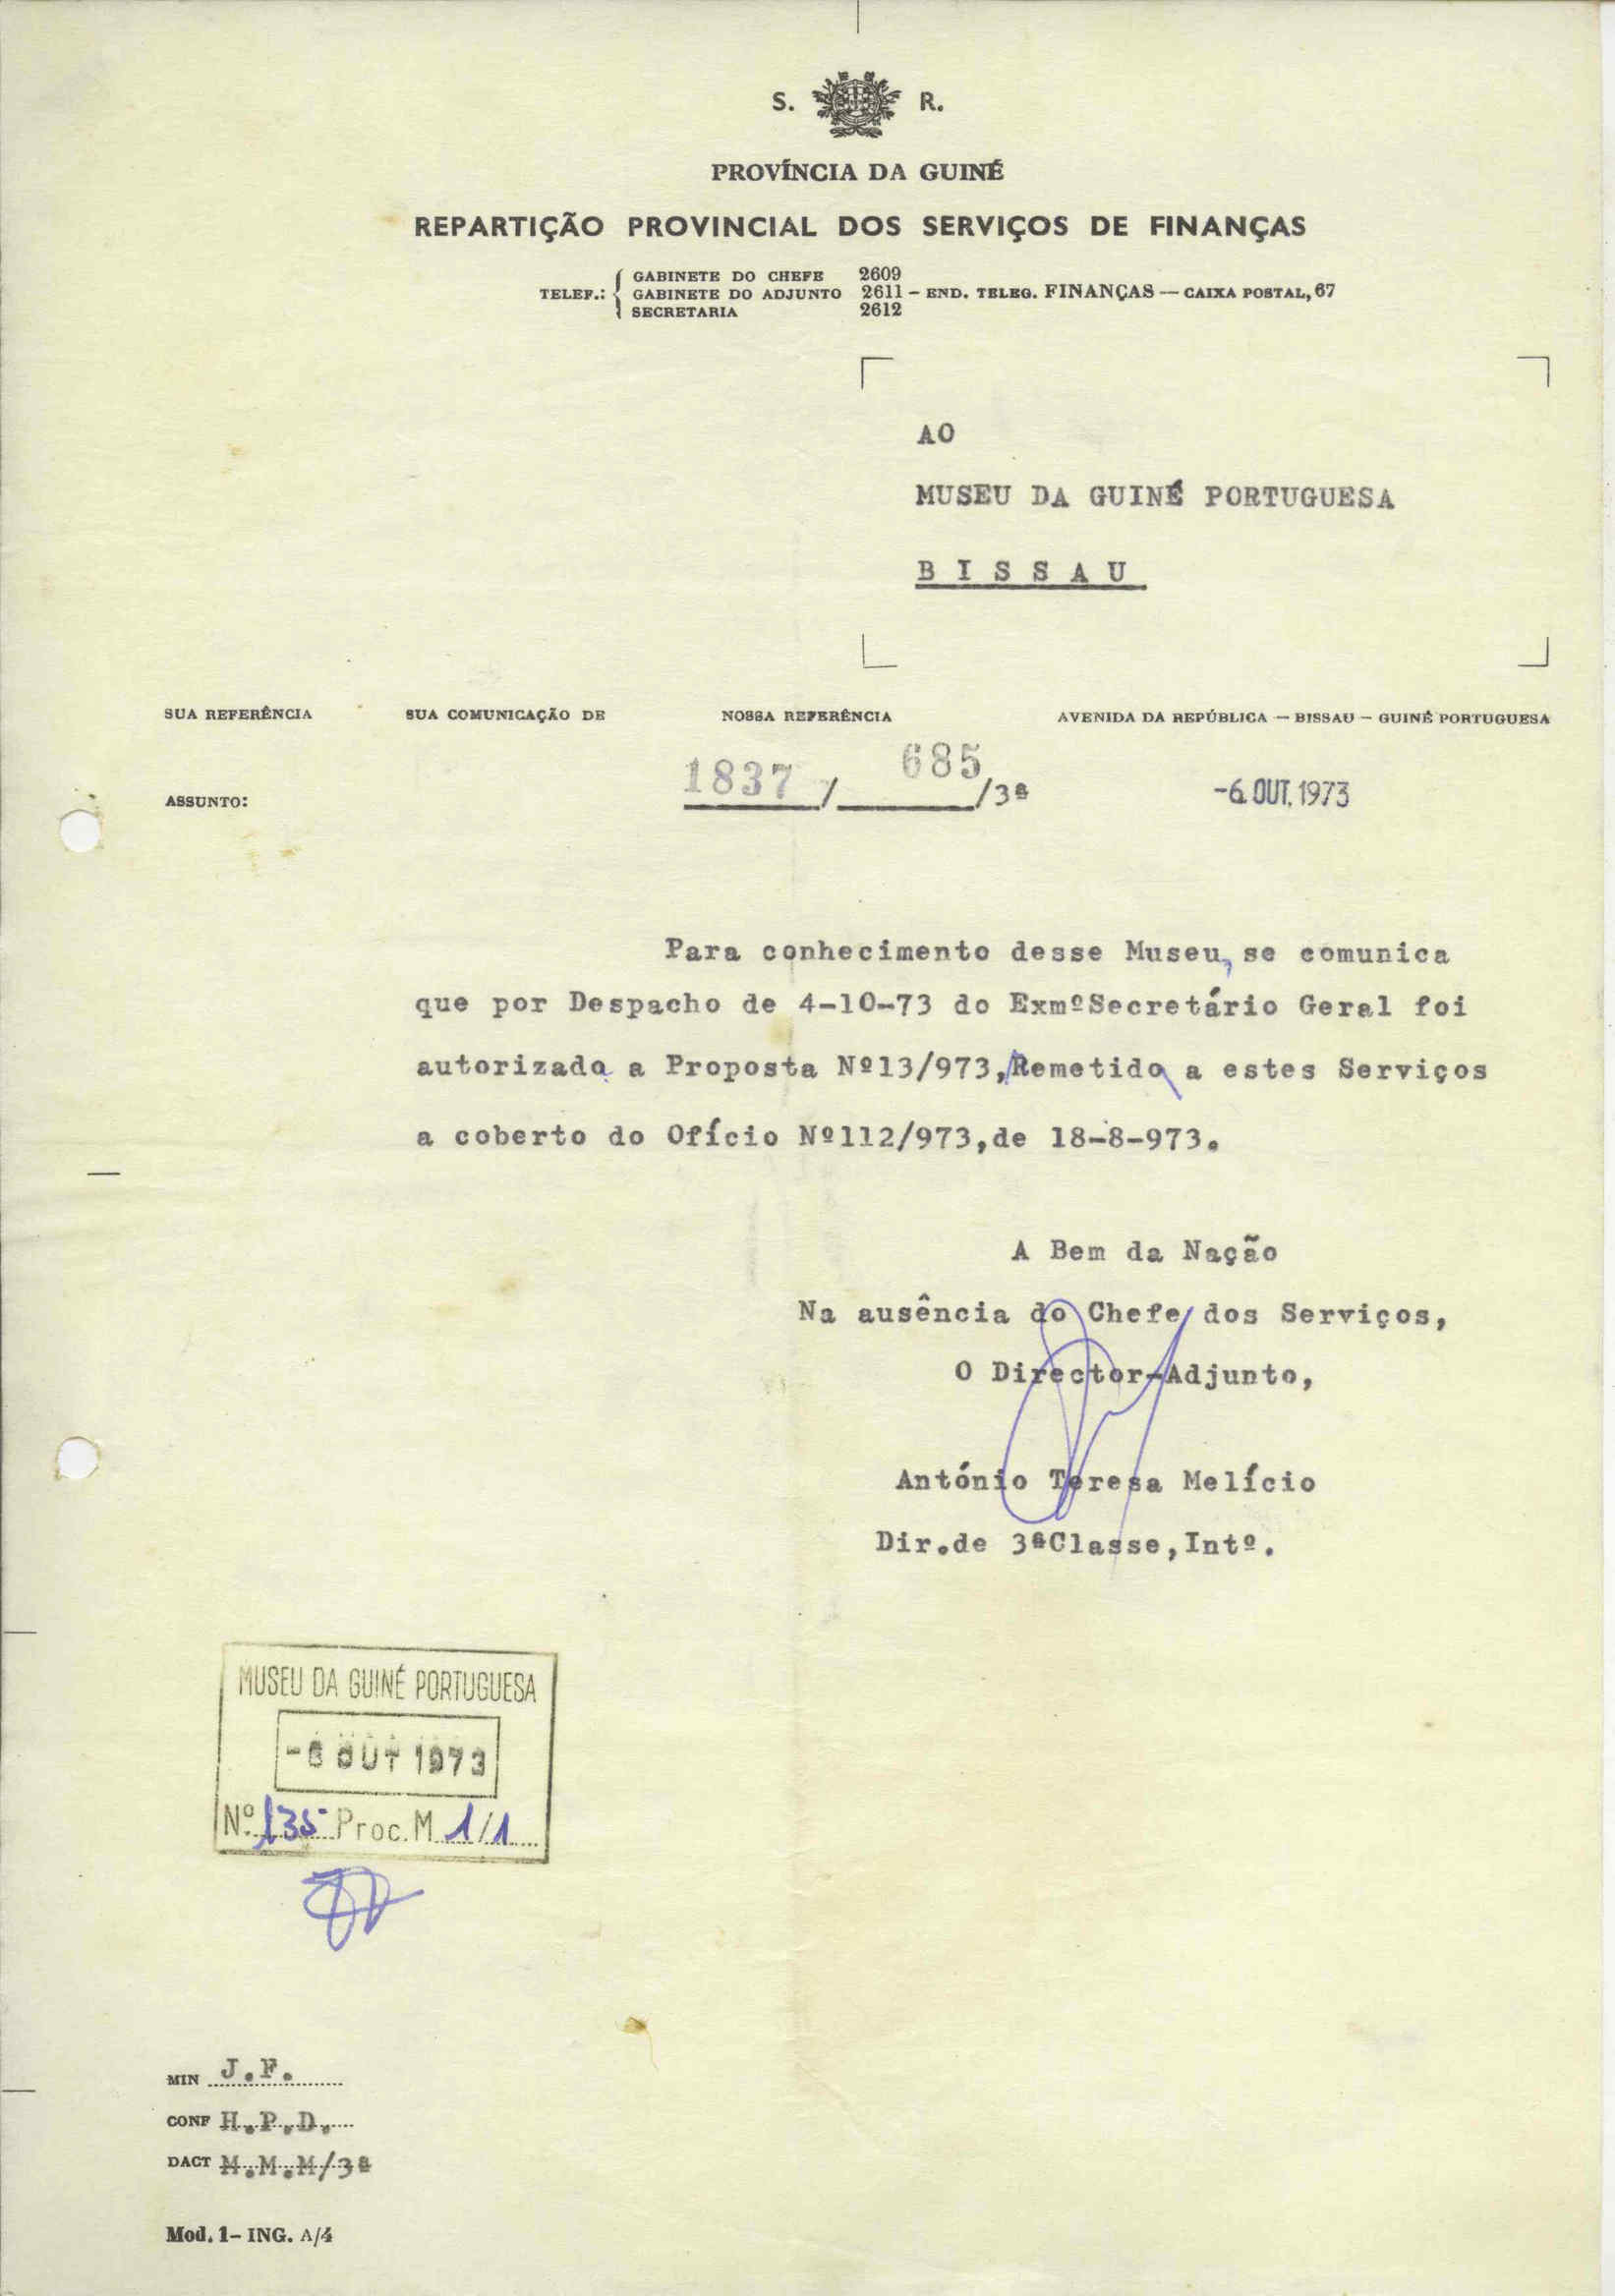 S. R.
PROVÍNCIA DA GUINÉ
REPARTIÇÃO PROVINCIAL DOS SERVIÇOS DE FINANÇAS
TELEF.: GABINETE DO CHEFE 2609
GABINETE DO ADJUNTO 2611 – END. TELEG. FINANÇAS — CAIXA POSTAL, 67
SECRETARIA 2612
AO
MUSEU DA GUINÉ PORTUGUESA
B I S S A U
SUA REFERÊNCIA SUA COMUNICAÇÃO DE NOSSA REFERÊNCIA AVENIDA DA REPÚBLICA — BISSAU — GUINÉ PORTUGUESA
1837 / 685 /3ª -6. OUT. 1973
ASSUNTO:
Para conhecimento desse Museu, se comunica
que por Despacho de 4-10-73 do ExmºSecretário Geral foi
autorizada a Proposta Nº13/973, Remetida a estes Serviços
a coberto do Ofício Nº112/973,de 18-8-973.
A Bem da Nação
Na ausência do Chefe dos Serviços,
O Director-Adjunto,
António Teresa Melício
Dir.de 3ªClasse,Intº.
MUSEU DA GUINÉ PORTUGUESA
-6 OUT 1973
Nº 135 Proc. M 1/1
MIN J.F.
CONF H.P.D.
DACT M.M.M/3ª
Mod. 1– ING. A/4